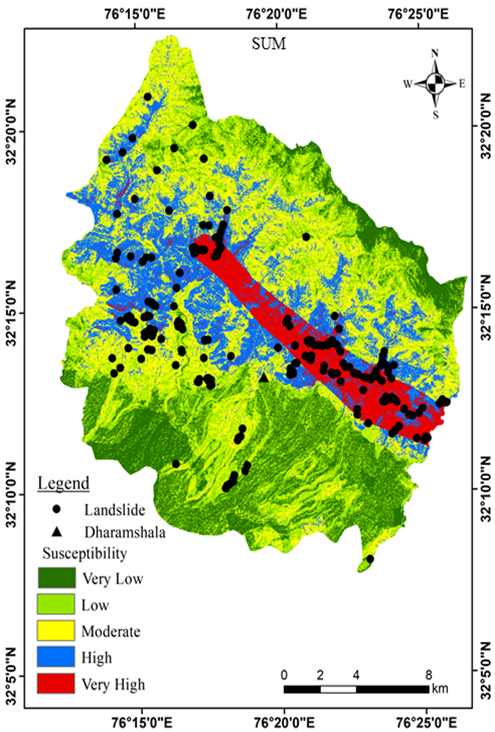 76°15'0"E 76°20'0"E 76°25'0"E
SUM
N
W E
S
32°20'0"N 32°20'0"N
32°15'0"N 32°15'0"N
32°10'0"N 32°10'0"N
32°5'0"N 32°5'0"N
Legend
Landslide
Dharamshala
Susceptibility
Very Low
Low
Moderate
High
Very High
0 2 4 8
km
76°15'0"E 76°20'0"E 76°25'0"E